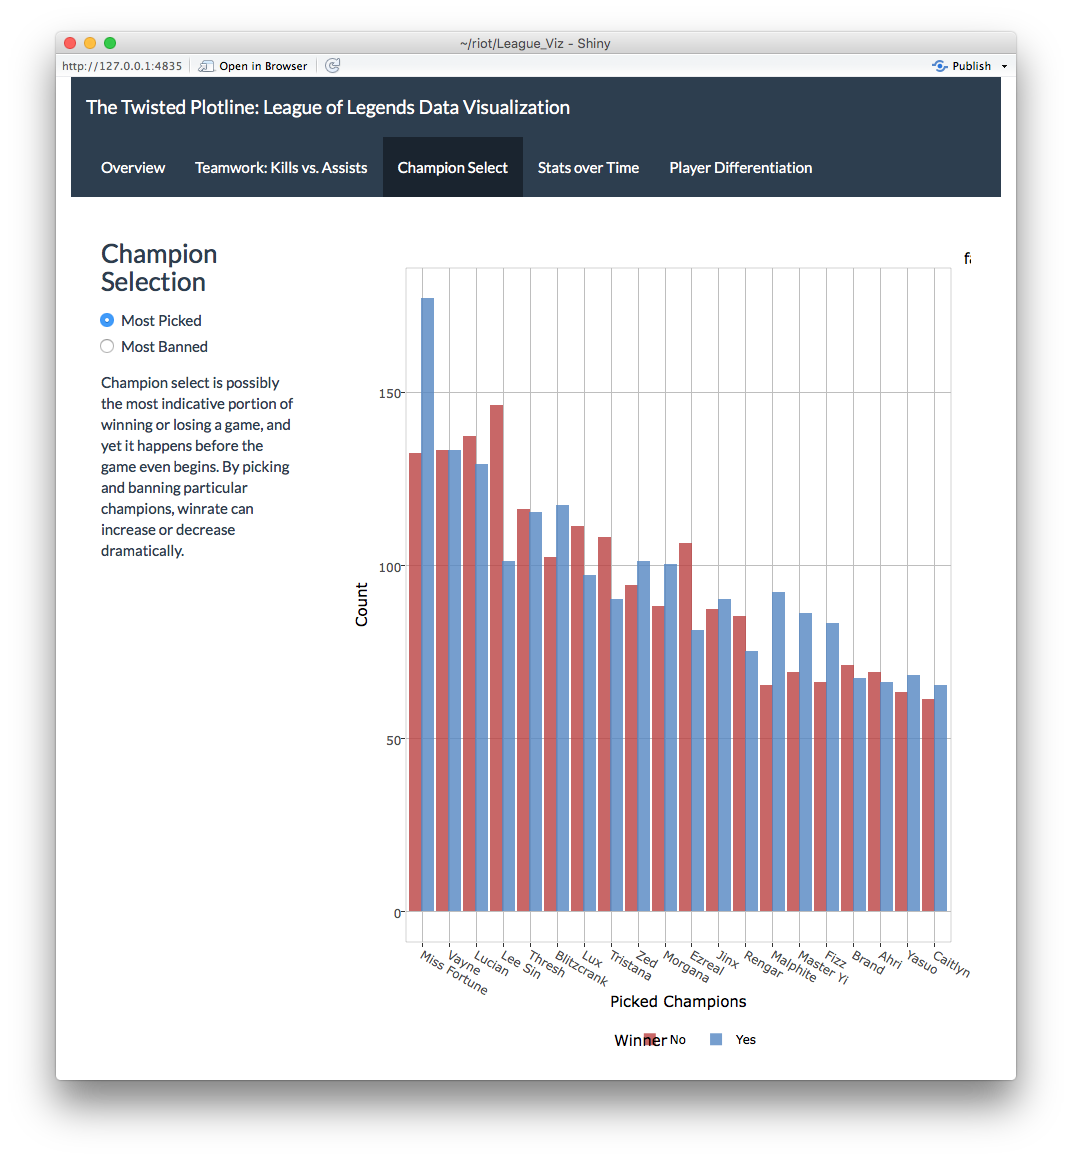 ~/riot/League_Viz - Shiny
http://127.0.0.1:4835 Open in Browser Publish
The Twisted Plotline: League of Legends Data Visualization
Overview Teamwork: Kills vs. Assists Champion Select Stats over Time Player Differentiation
Champion
Selection
Most Picked
Most Banned
Champion select is possibly
the most indicative portion of
winning or losing a game, and
yet it happens before the
game even begins. By picking
and banning particular
champions, winrate can
increase or decrease
dramatically.
150
100
50
0
Count
Miss Fortune
Vayne
Lucian
Lee Sin
Thresh
Blitzcrank
Lux
Tristana
Zed
Morgana
Ezreal
Jinx
Rengar
Malphite
Master Yi
Fizz
Brand
Ahri
Yasuo
Caitlyn
Picked Champions
Winner No Yes